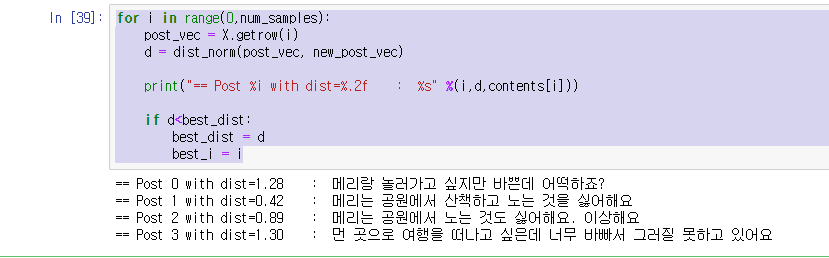 In [39]: for i in range(0,num_samples):
    post_vec = X.getrow(i)
    d = dist_norm(post_vec, new_post_vec)
    print("== Post %i with dist=%.2f   :  %s" %(i,d,contents[i]))
    if d<best_dist:
        best_dist = d
        best_i = i
== Post 0 with dist=1.28   :  메리랑 놀러가고 싶지만 바쁜데 어떡하죠?
== Post 1 with dist=0.42   :  메리는 공원에서 산책하고 노는 것을 싫어해요
== Post 2 with dist=0.89   :  메리는 공원에서 노는 것도 싫어해요. 이상해요
== Post 3 with dist=1.30   :  먼 곳으로 여행을 떠나고 싶은데 너무 바빠서 그러질 못하고 있어요